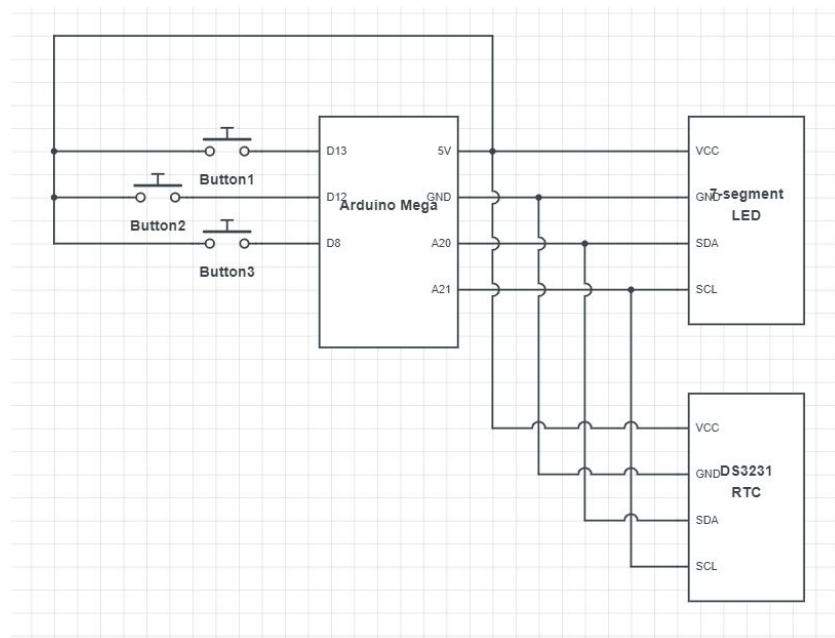 Button1
Button2
Button3
D13
D12
D8
Arduino Mega
5V
GND
A20
A21
VCC
GND
SDA
SCL
7-segment
LED
VCC
GND
SDA
SCL
DS3231
RTC